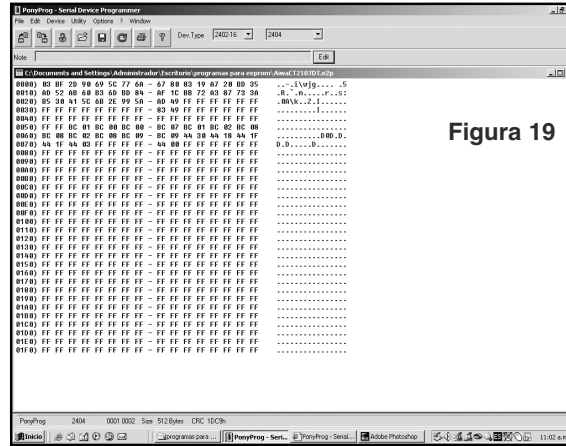 PonyProg - Serial Device Programmer
File Edit Device Utility Options ? Window
Dev.Type 2402-16 2404
Note Edit
C:\Documents and Settings\Administrador\Escritorio\programas para eeprom\AiwaCT2107DT.e2p
0000) 03 BF 2D 90 69 5C 77 6A - 67 80 03 19 A7 20 BD 35 ..-.i\wjg.... .5
0010) AD 52 0B 60 B3 6D BD 84 - AF 1C BB 72 A3 87 73 3A .R.`.m.....r..s:
0020) B5 30 41 5C 6B 2E 99 5A - AD 49 FF FF FF FF FF FF .0A\k..Z.I......
0030) FF FF FF FF FF FF FF FF - 83 49 FF FF FF FF FF FF .........I......
0040) FF FF FF FF FF FF FF FF - FF FF FF FF FF FF FF FF ................
0050) FF FF BC 01 BC 00 BC 00 - BC 07 BC 01 BC 02 BC 08 ................
0060) BC 08 BC 02 BC 08 BC 09 - BC 09 44 30 44 18 44 1F ..........D0D.D.
0070) 44 1F 44 03 FF FF FF FF - 44 00 FF FF FF FF FF FF D.D.....D.......
0080) FF FF FF FF FF FF FF FF - FF FF FF FF FF FF FF FF ................
0090) FF FF FF FF FF FF FF FF - FF FF FF FF FF FF FF FF ................
00A0) FF FF FF FF FF FF FF FF - FF FF FF FF FF FF FF FF ................
00B0) FF FF FF FF FF FF FF FF - FF FF FF FF FF FF FF FF ................
00C0) FF FF FF FF FF FF FF FF - FF FF FF FF FF FF FF FF ................
00D0) FF FF FF FF FF FF FF FF - FF FF FF FF FF FF FF FF ................
00E0) FF FF FF FF FF FF FF FF - FF FF FF FF FF FF FF FF ................
00F0) FF FF FF FF FF FF FF FF - FF FF FF FF FF FF FF FF ................
0100) FF FF FF FF FF FF FF FF - FF FF FF FF FF FF FF FF ................
0110) FF FF FF FF FF FF FF FF - FF FF FF FF FF FF FF FF ................
0120) FF FF FF FF FF FF FF FF - FF FF FF FF FF FF FF FF ................
0130) FF FF FF FF FF FF FF FF - FF FF FF FF FF FF FF FF ................
0140) FF FF FF FF FF FF FF FF - FF FF FF FF FF FF FF FF ................
0150) FF FF FF FF FF FF FF FF - FF FF FF FF FF FF FF FF ................
0160) FF FF FF FF FF FF FF FF - FF FF FF FF FF FF FF FF ................
0170) FF FF FF FF FF FF FF FF - FF FF FF FF FF FF FF FF ................
0180) FF FF FF FF FF FF FF FF - FF FF FF FF FF FF FF FF ................
0190) FF FF FF FF FF FF FF FF - FF FF FF FF FF FF FF FF ................
01A0) FF FF FF FF FF FF FF FF - FF FF FF FF FF FF FF FF ................
01B0) FF FF FF FF FF FF FF FF - FF FF FF FF FF FF FF FF ................
01C0) FF FF FF FF FF FF FF FF - FF FF FF FF FF FF FF FF ................
01D0) FF FF FF FF FF FF FF FF - FF FF FF FF FF FF FF FF ................
01E0) FF FF FF FF FF FF FF FF - FF FF FF FF FF FF FF FF ................
01F0) FF FF FF FF FF FF FF FF - FF FF FF FF FF FF FF FF ................
Figura 19
PonyProg 2404 0001 0002 Size 512 Bytes CRC 1DC9h
Inicio programas para ... PonyProg - Seri... PonyProg - Serial... Adobe Photoshop 11:02 a.m.